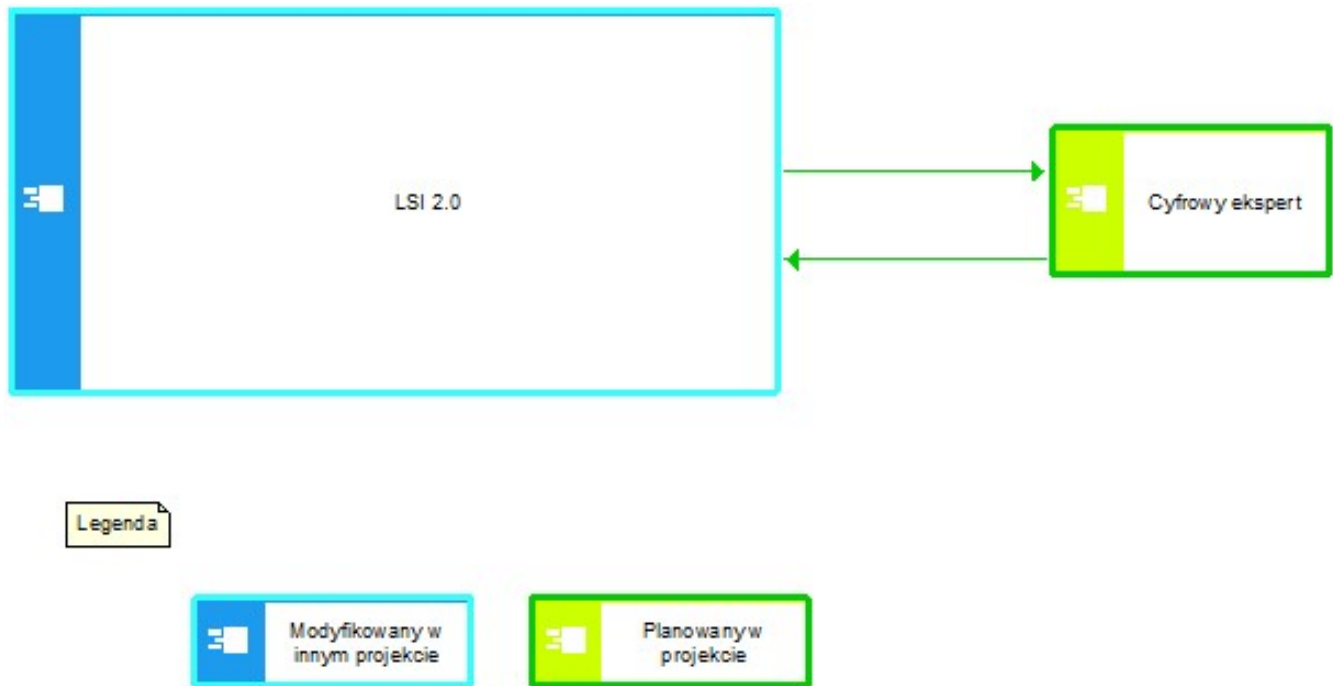 LSI 2.0
Cyfrowy ekspert
Legenda
Modyfikowany w
innym projekcie
Planowany w
projekcie